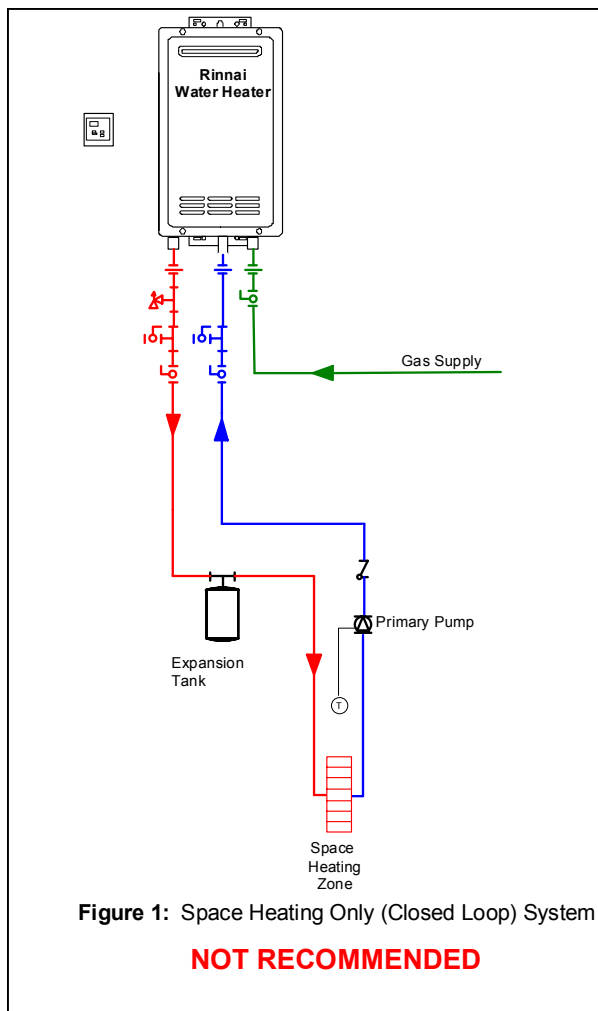 Rinnai
Water Heater
Gas Supply
Primary Pump
Expansion
Tank
T
Space
Heating
Zone
Figure 1: Space Heating Only (Closed Loop) System
NOT RECOMMENDED